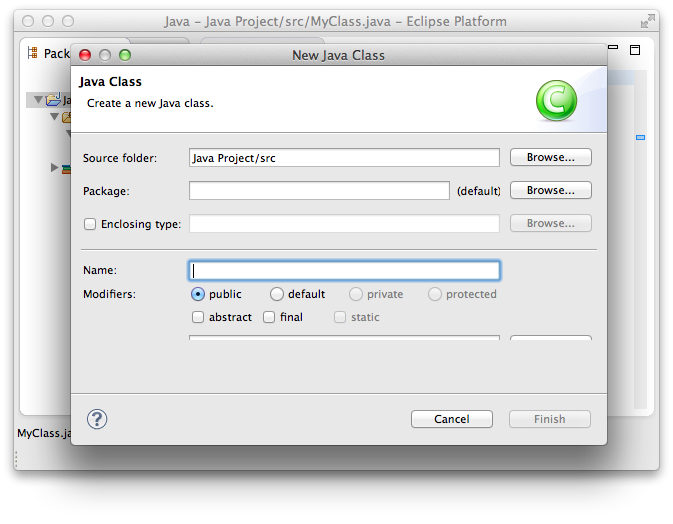 Java – Java Project/src/MyClass.java – Eclipse Platform
Pack
New Java Class
Java Class
Create a new Java class.
C
Ja
Source folder: Java Project/src Browse...
Package: (default) Browse...
Enclosing type: Browse...
Name:
Modifiers: public default private protected
abstract final static
? Cancel Finish
MyClass.ja